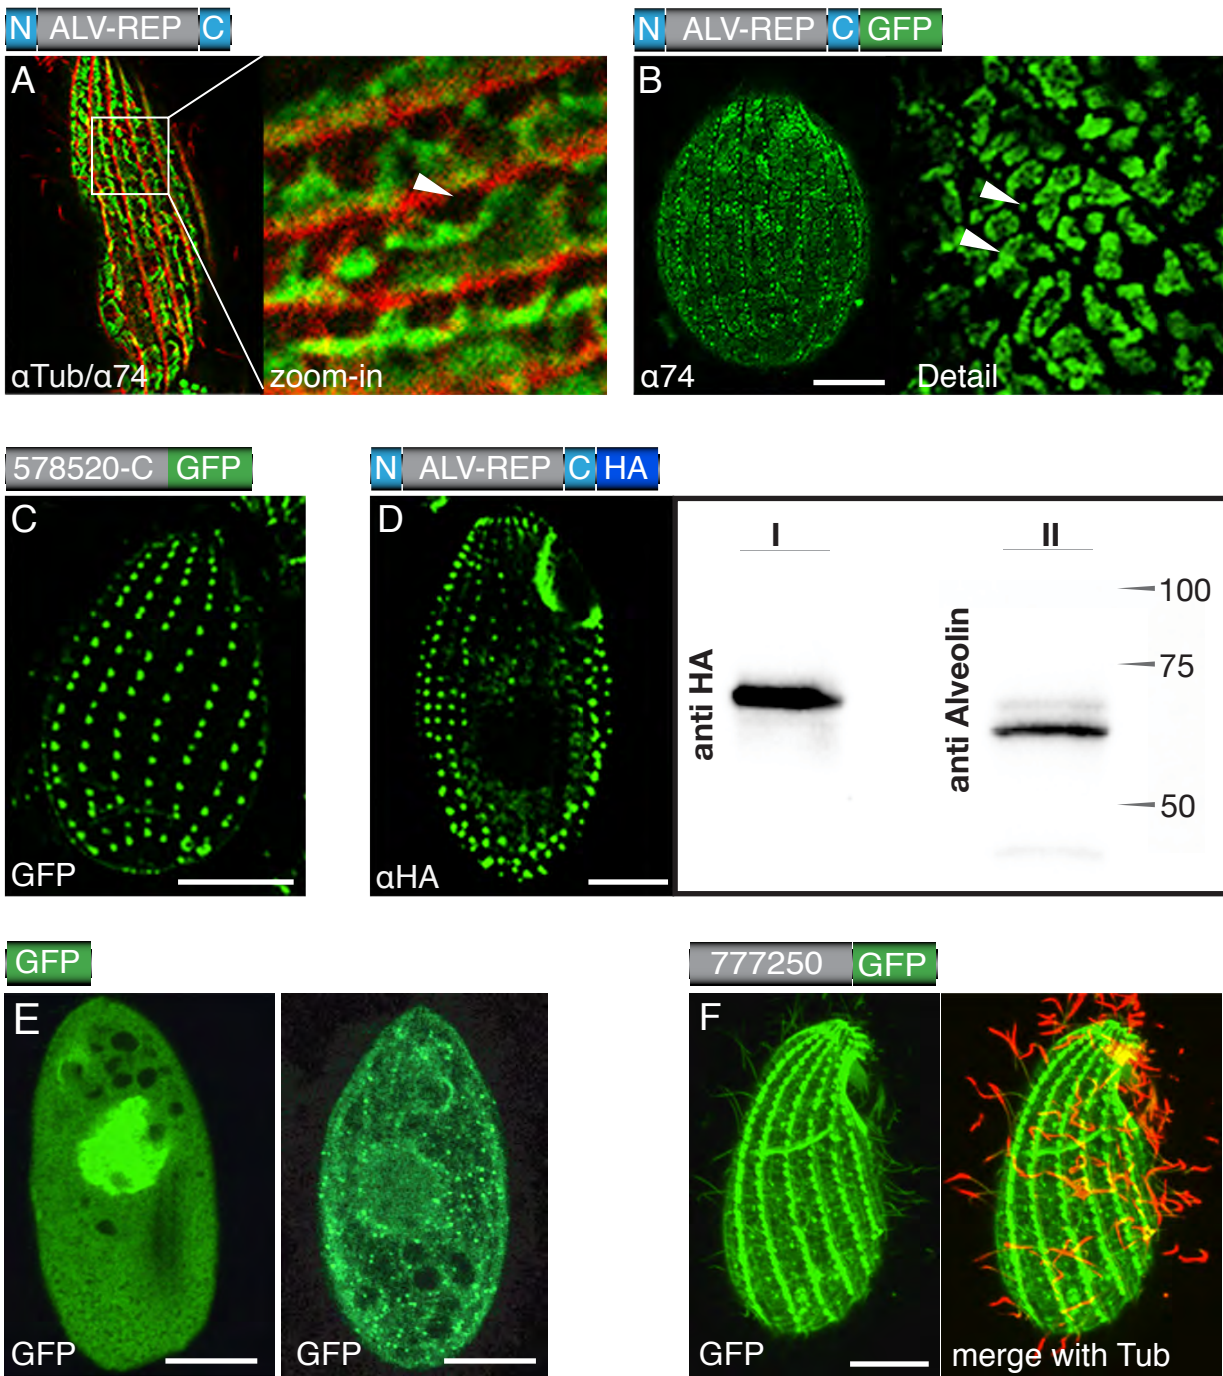 N ALV-REP C
N ALV-REP C GFP
A
αTub/α74
zoom-in
B
α74
Detail
578520-C GFP
N ALV-REP C HA
C
GFP
D
αHA
I
II
anti HA
anti Alveolin
100
75
50
GFP
777250 GFP
E
GFP
GFP
F
GFP
merge with Tub